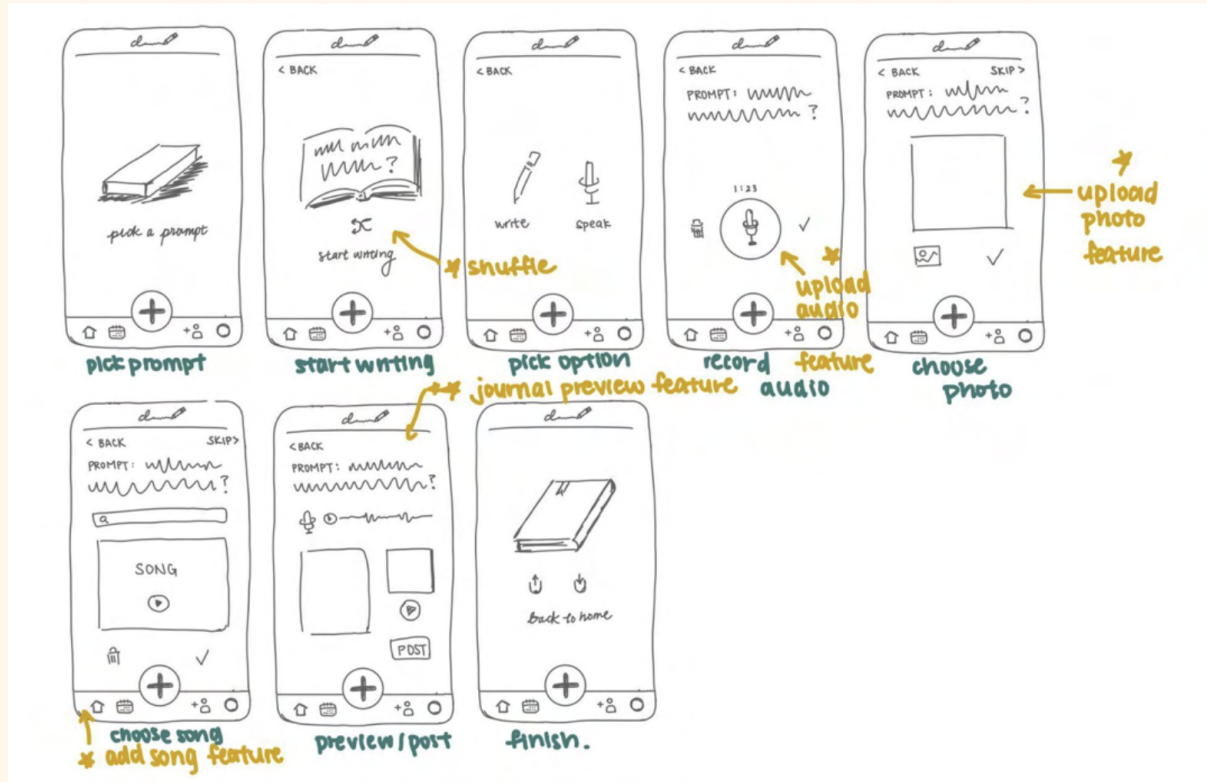 pick a prompt
pick prompt
< BACK
?
start writing
★ shuffle
start writing
< BACK
write
speak
pick option
< BACK
PROMPT:
?
1:23
★ upload audio feature
record audio
< BACK SKIP >
PROMPT:
?
★ upload photo feature
choose photo
< BACK SKIP>
PROMPT:
?
SONG
choose song
★ add song feature
★ journal preview feature
< BACK
PROMPT:
?
POST
preview/post
back to home
finish.